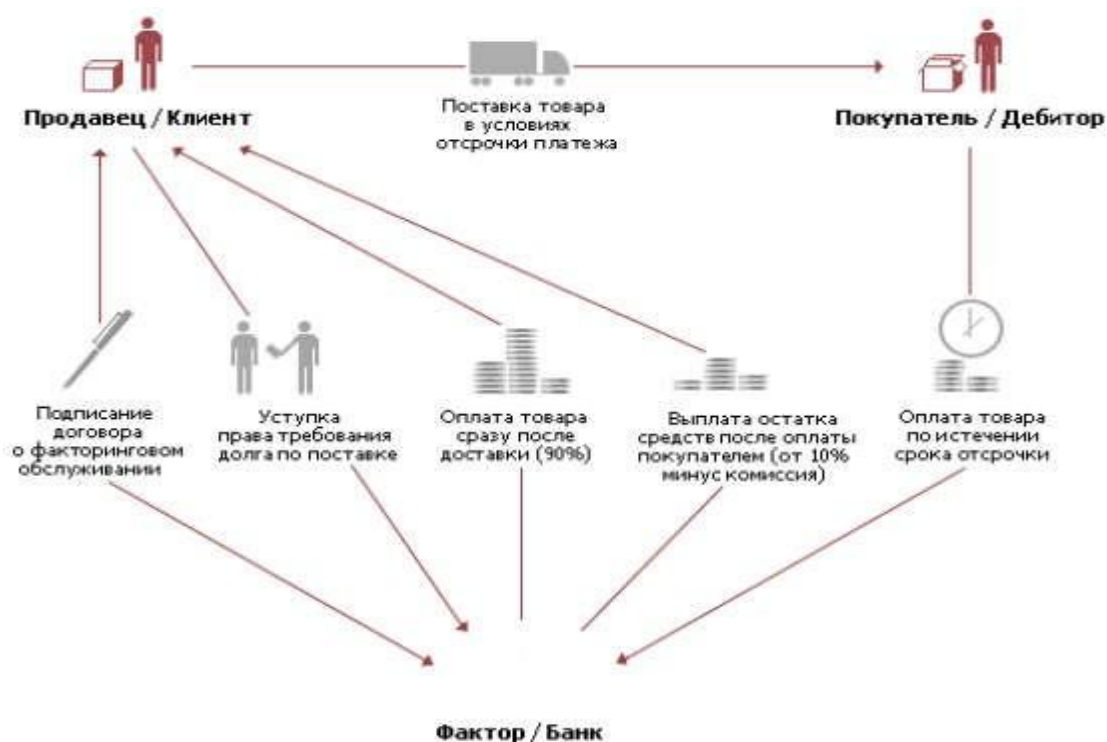 Продавец / Клиент
Поставка товара
в условиях
отсрочки платежа
Покупатель / Дебитор
Подписание
договора
о факторинговом
обслуживании
Уступка
права требования
долга по поставке
Оплата товара
сразу после
доставки (90%)
Выплата остатка
средств после оплаты
покупателем (от 10%
минус комиссия)
Оплата товара
по истечении
срока отсрочки
Фактор / Банк